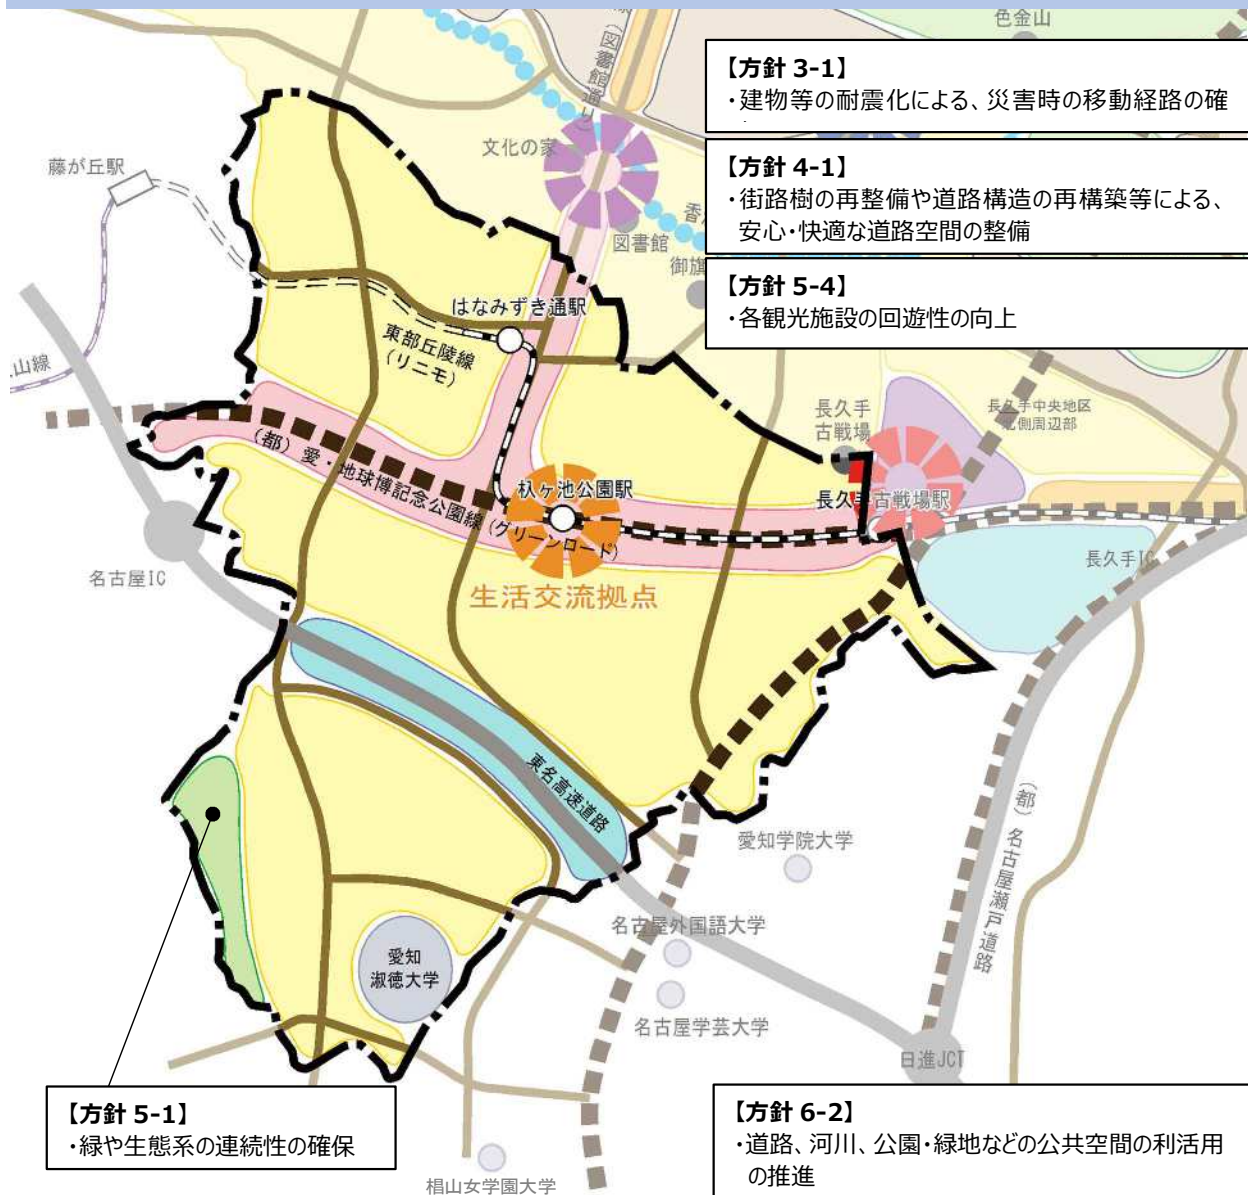 色金山
(図書館通り)
【方針 3-1】
・建物等の耐震化による、災害時の移動経路の確
文化の家
藤が丘駅
【方針 4-1】
・街路樹の再整備や道路構造の再構築等による、
安心・快適な道路空間の整備
図書館
御旗
【方針 5-4】
・各観光施設の回遊性の向上
はなみずき通駅
東部丘陵線
(リニモ)
山線
長久手
古戦場
長久手中央地区
北側周辺部
(都) 愛・地球博記念公園線 (グリーンロード)
杁ヶ池公園駅
長久手古戦場駅
長久手IC
名古屋IC
生活交流拠点
東名高速道路
(都) 名古屋瀬戸道路
愛知学院大学
名古屋外国語大学
愛知
淑徳大学
名古屋学芸大学
日進JCT
【方針 5-1】
・緑や生態系の連続性の確保
【方針 6-2】
・道路、河川、公園・緑地などの公共空間の利活用
の推進
椙山女学園大学